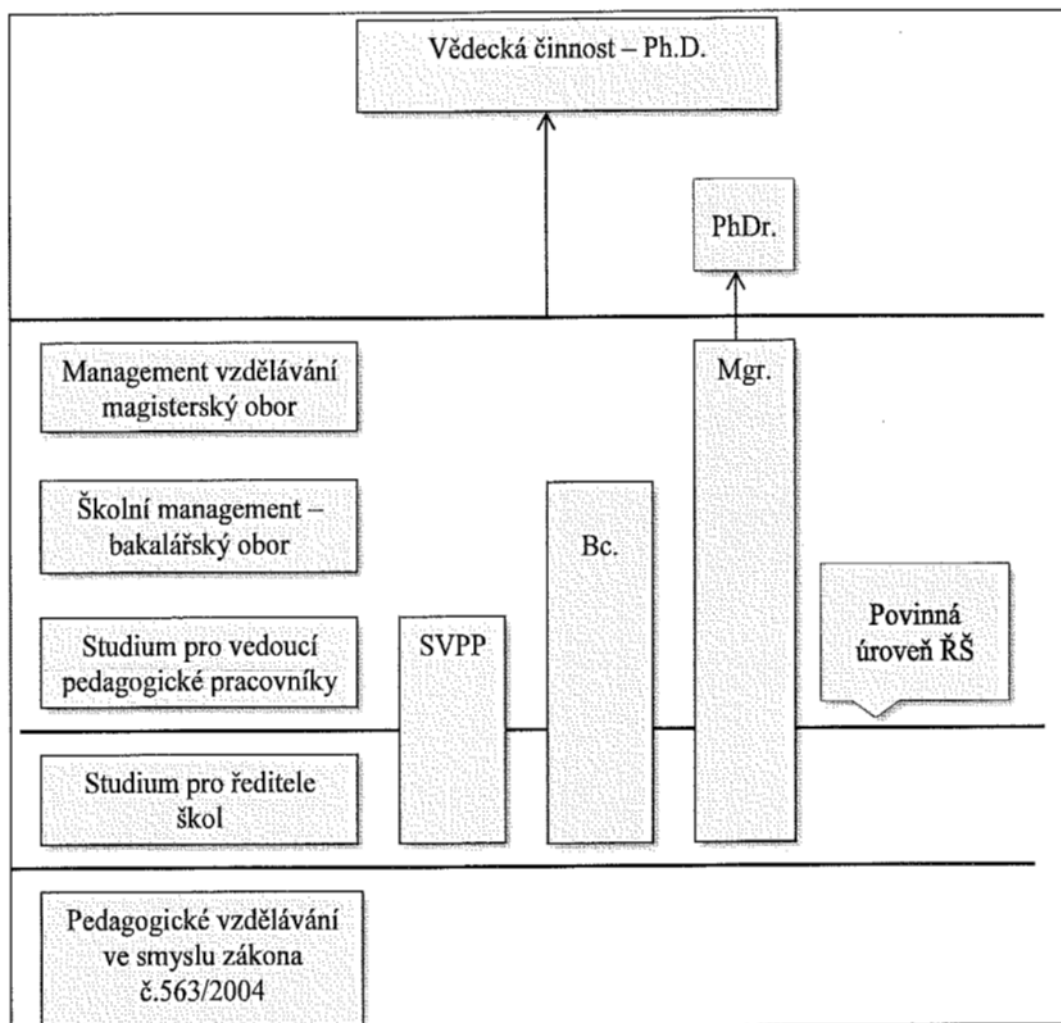 Vědecká činnost – Ph.D.
PhDr.
Management vzdělávání
magisterský obor
Mgr.
Školní management –
bakalářský obor
Bc.
Studium pro vedoucí
pedagogické pracovníky
SVPP
Povinná
úroveň ŘŠ
Studium pro ředitele
škol
Pedagogické vzdělávání
ve smyslu zákona
č.563/2004